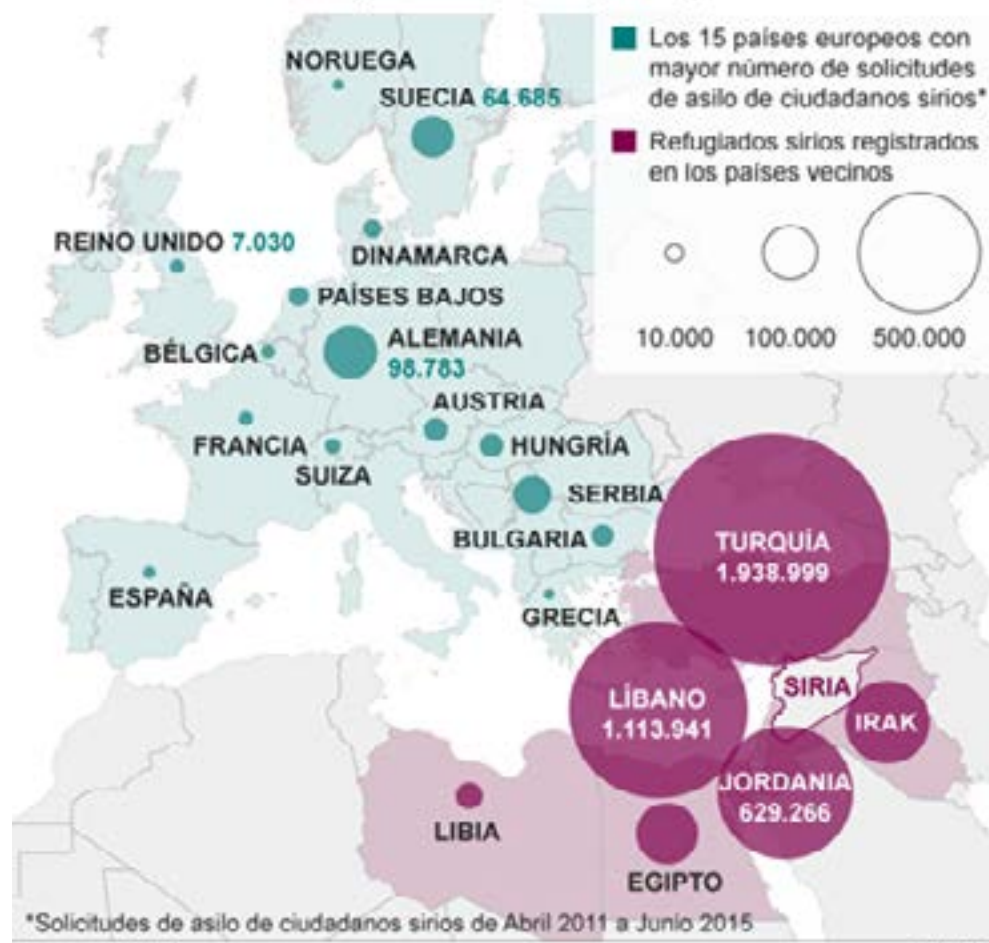 Los 15 países europeos con
mayor número de solicitudes
de asilo de ciudadanos sirios*
Refugiados sirios registrados
en los países vecinos
10.000
100.000
500.000
NORUEGA
SUECIA 64.685
REINO UNIDO 7.030
DINAMARCA
PAÍSES BAJOS
BÉLGICA
ALEMANIA
98.783
AUSTRIA
FRANCIA
HUNGRÍA
SUIZA
SERBIA
BULGARIA
ESPAÑA
GRECIA
TURQUÍA
1.938.999
LÍBANO
1.113.941
SIRIA
IRAK
JORDANIA
629.266
LIBIA
EGIPTO
*Solicitudes de asilo de ciudadanos sirios de Abril 2011 a Junio 2015